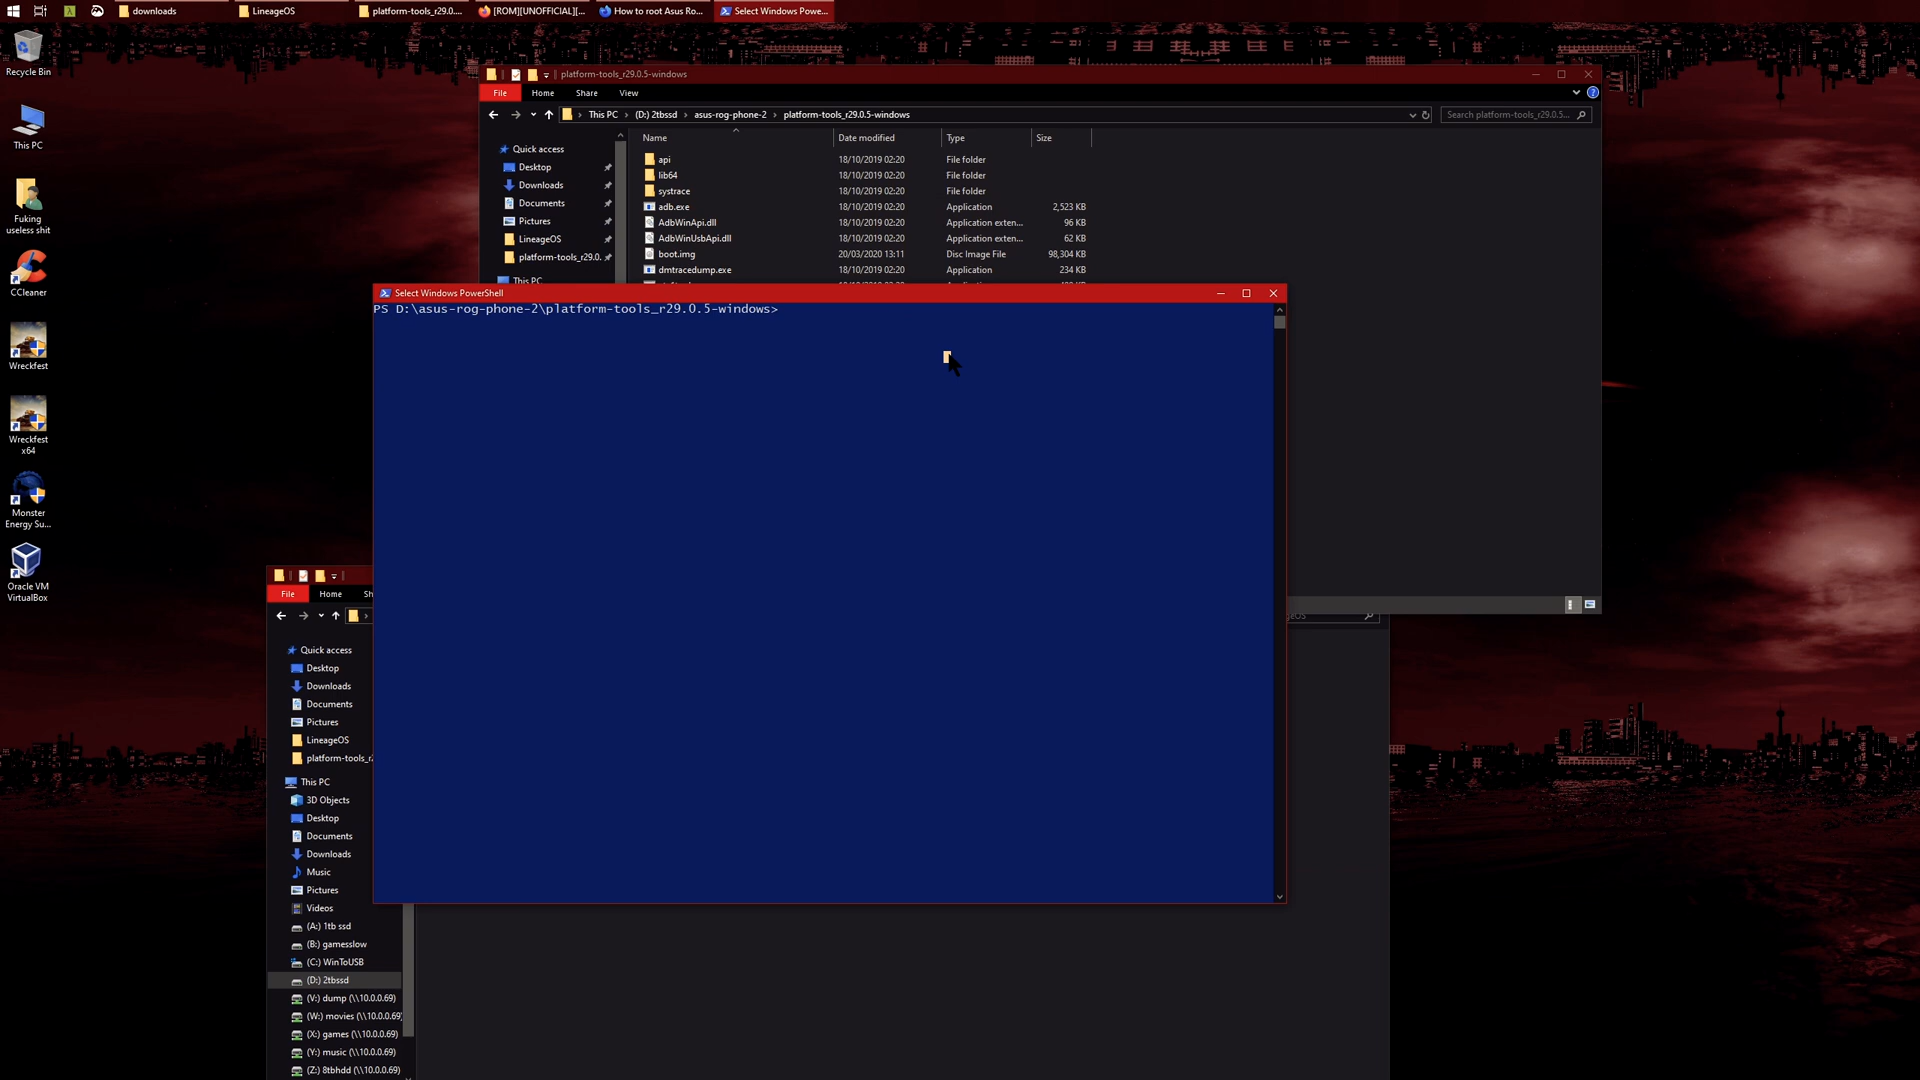 downloads
LineageOS
platform-tools_r29.0....
[ROM][UNOFFICIAL][...
How to root Asus Ro...
Select Windows Powe...
Recycle Bin
This PC
Fuking
useless shit
CCleaner
Wreckfest
Wreckfest
x64
Monster
Energy Su...
Oracle VM
VirtualBox
platform-tools_r29.0.5-windows
File
Home
Share
View
This PC > (D:) 2tbssd > asus-rog-phone-2 > platform-tools_r29.0.5-windows
Search platform-tools_r29.0.5...
Name
Date modified
Type
Size
Quick access
Desktop
Downloads
Documents
Pictures
LineageOS
platform-tools_r29.0.
This PC
api 18/10/2019 02:20 File folder
lib64 18/10/2019 02:20 File folder
systrace 18/10/2019 02:20 File folder
adb.exe 18/10/2019 02:20 Application 2,523 KB
AdbWinApi.dll 18/10/2019 02:20 Application exten... 96 KB
AdbWinUsbApi.dll 18/10/2019 02:20 Application exten... 62 KB
boot.img 20/03/2020 13:11 Disc Image File 98,304 KB
dmtracedump.exe 18/10/2019 02:20 Application 234 KB
Select Windows PowerShell
PS D:\asus-rog-phone-2\platform-tools_r29.0.5-windows>
File
Home
Sh
Quick access
Desktop
Downloads
Documents
Pictures
LineageOS
platform-tools_r2
This PC
3D Objects
Desktop
Documents
Downloads
Music
Pictures
Videos
(A:) 1tb ssd
(B:) gamesslow
(C:) WinToUSB
(D:) 2tbssd
(V:) dump (\\10.0.0.69)
(W:) movies (\\10.0.0.69)
(X:) games (\\10.0.0.69)
(Y:) music (\\10.0.0.69)
(Z:) 8tbhdd (\\10.0.0.69)